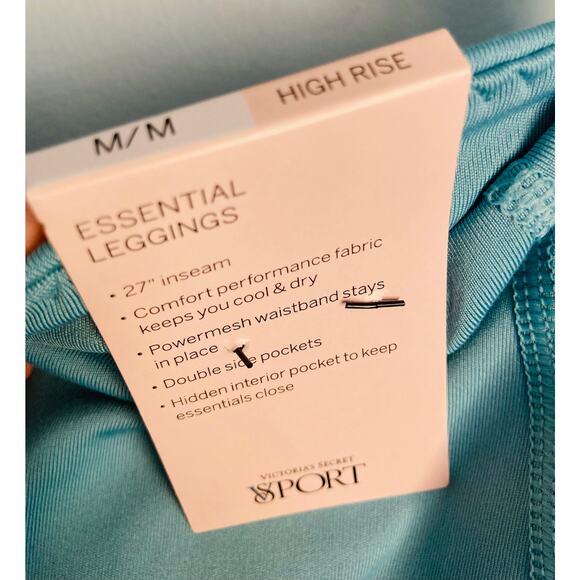 M/M HIGH RISE
ESSENTIAL
LEGGINGS
• 27" inseam
• Comfort performance fabric
keeps you cool & dry
• Powermesh waistband stays
in place
• Double side pockets
• Hidden interior pocket to keep
essentials close
VICTORIA'S SECRET
VSPORT